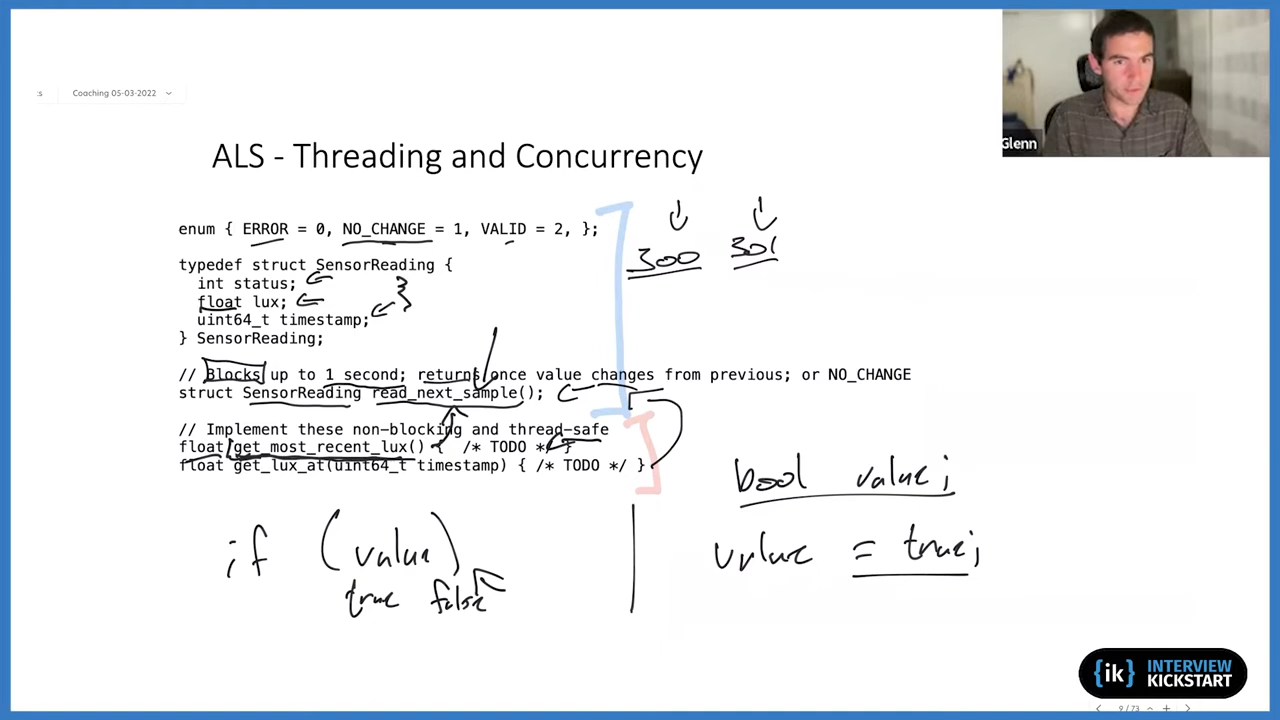 Coaching 05-03-2022
Glenn
ALS - Threading and Concurrency
enum { ERROR = 0, NO_CHANGE = 1, VALID = 2, };
300 301
typedef struct SensorReading {
int status;
float lux;
uint64_t timestamp;
} SensorReading;
// Blocks up to 1 second; returns once value changes from previous; or NO_CHANGE
struct SensorReading read_next_sample();
// Implement these non-blocking and thread-safe
float get_most_recent_lux() { /* TODO */ }
float get_lux_at(uint64_t timestamp) { /* TODO */ }
bool value;
if (value)
true false
value = true;
{ik} INTERVIEW
KICKSTART
9 / 73